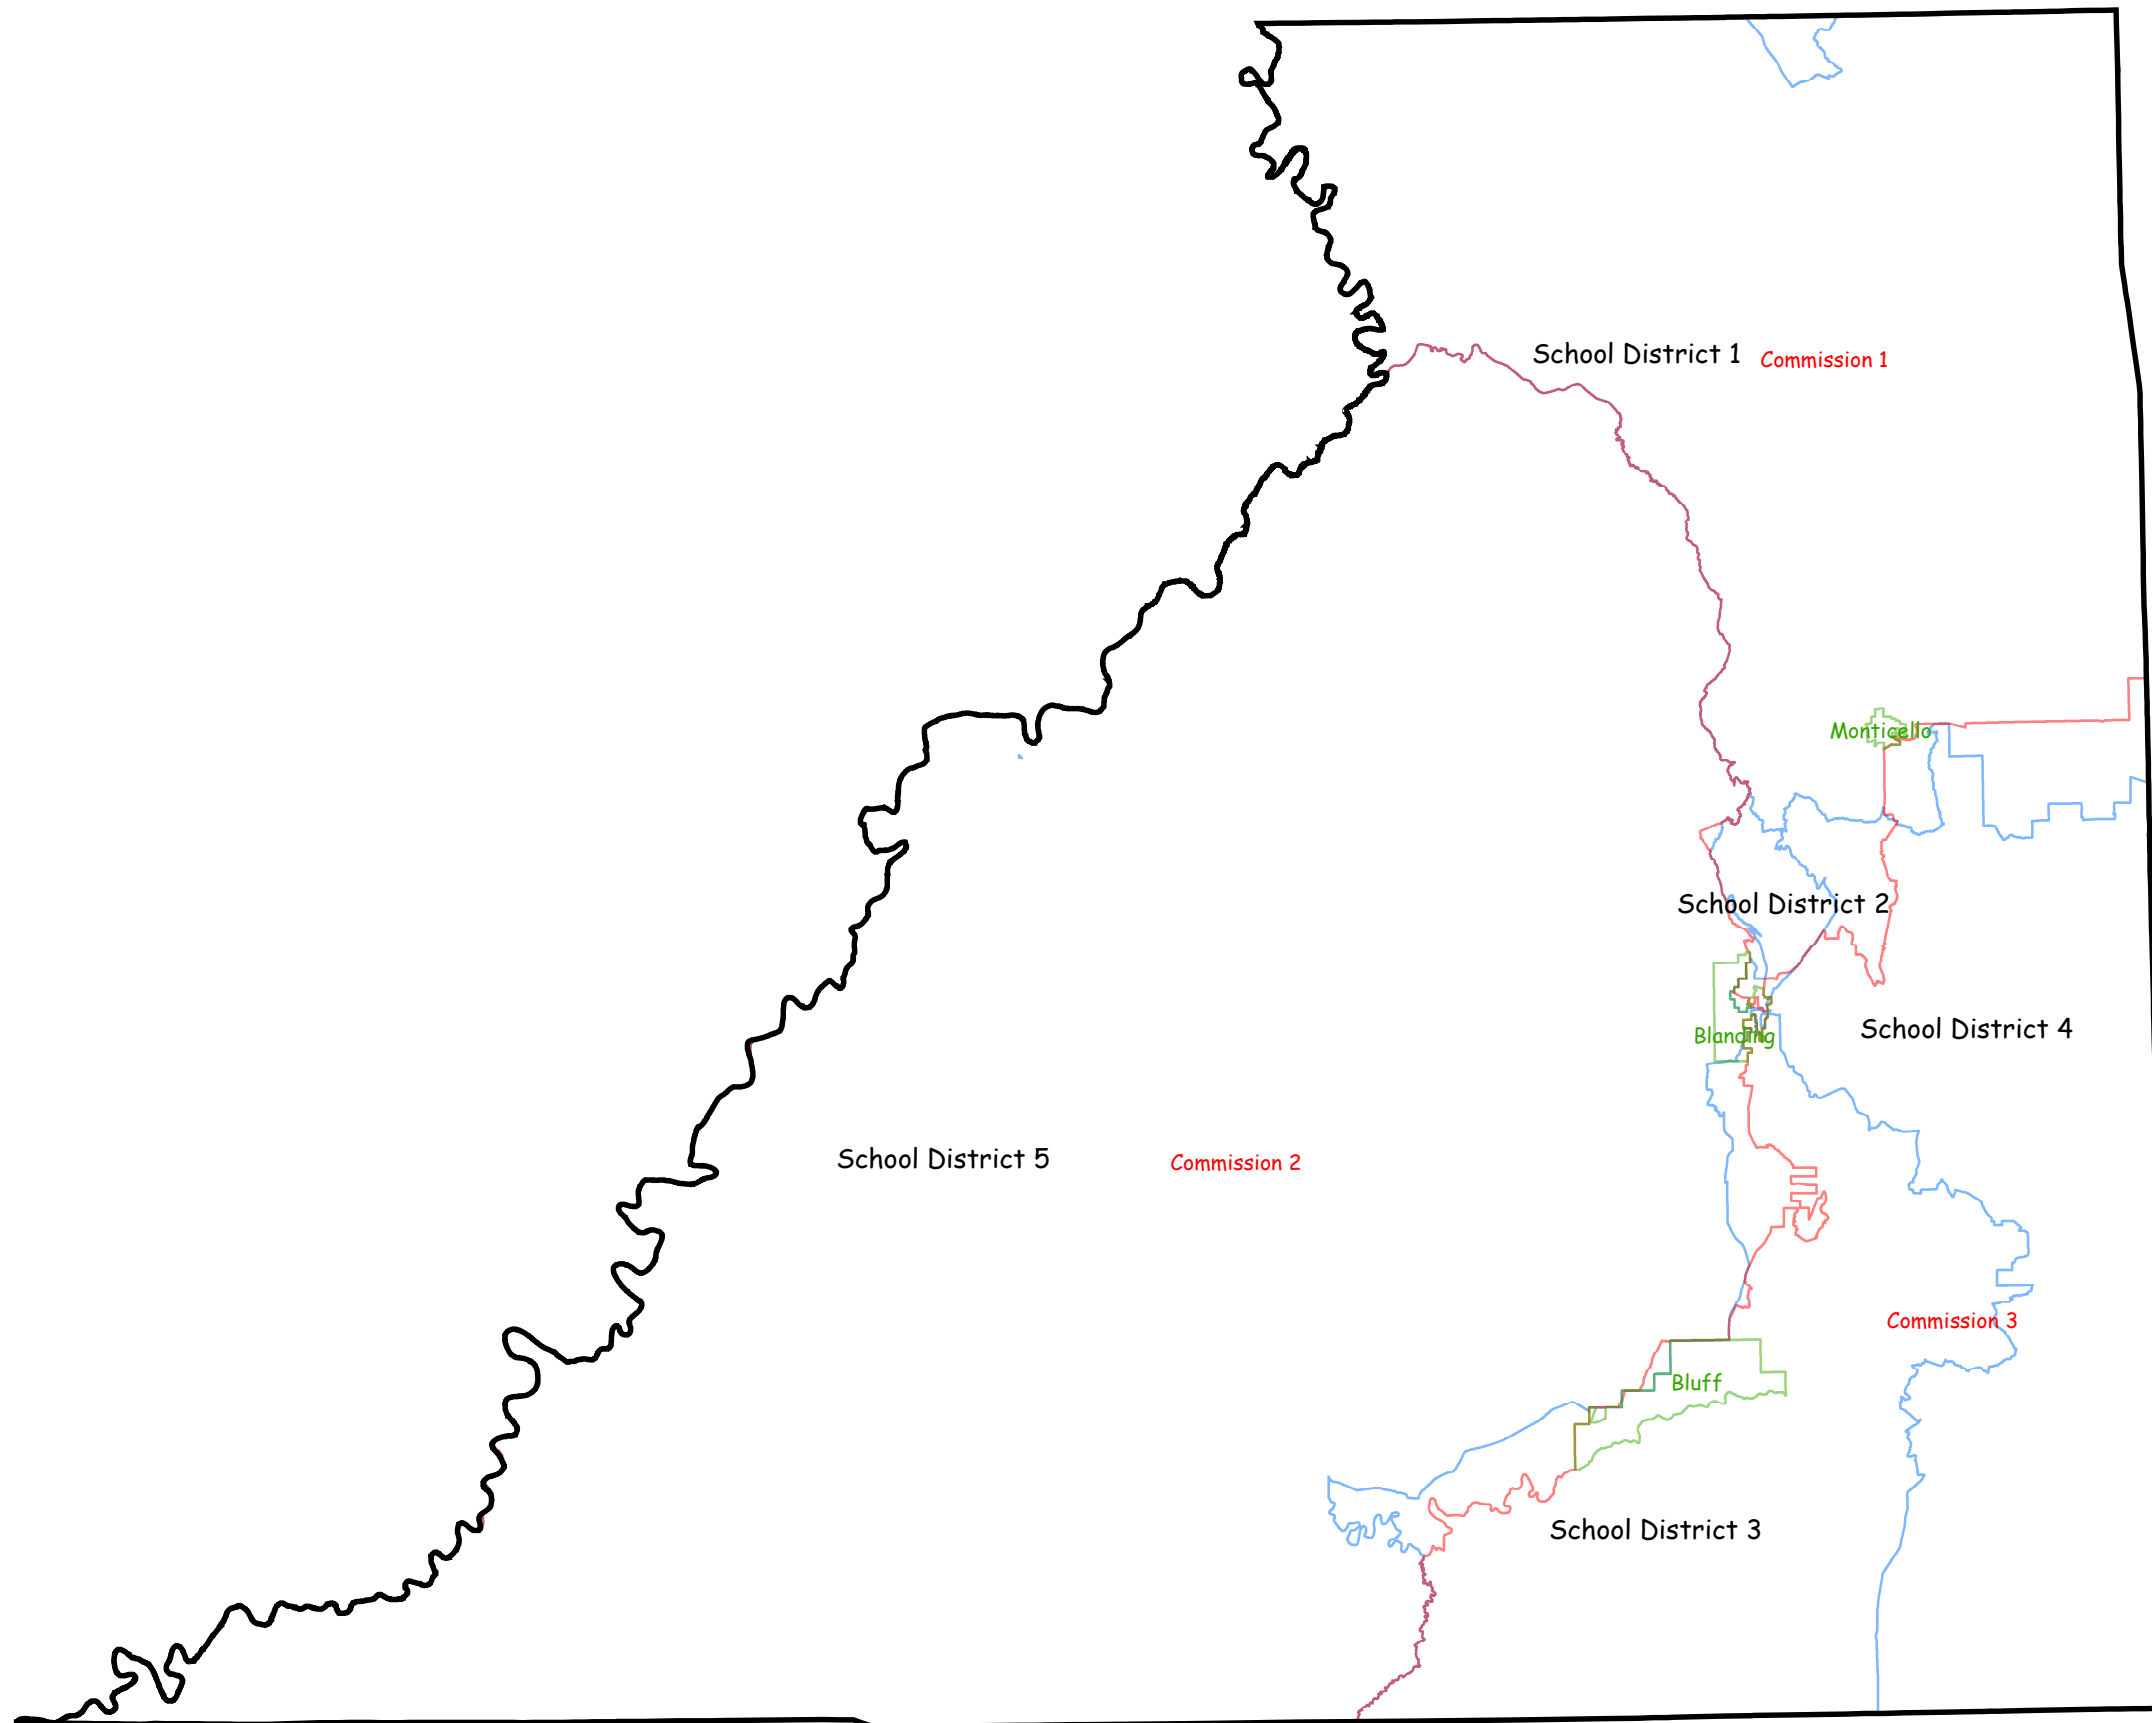 School District 1
Commission 1
Monticello
School District 2
Blanding
School District 4
School District 5
Commission 2
Commission 3
Bluff
School District 3